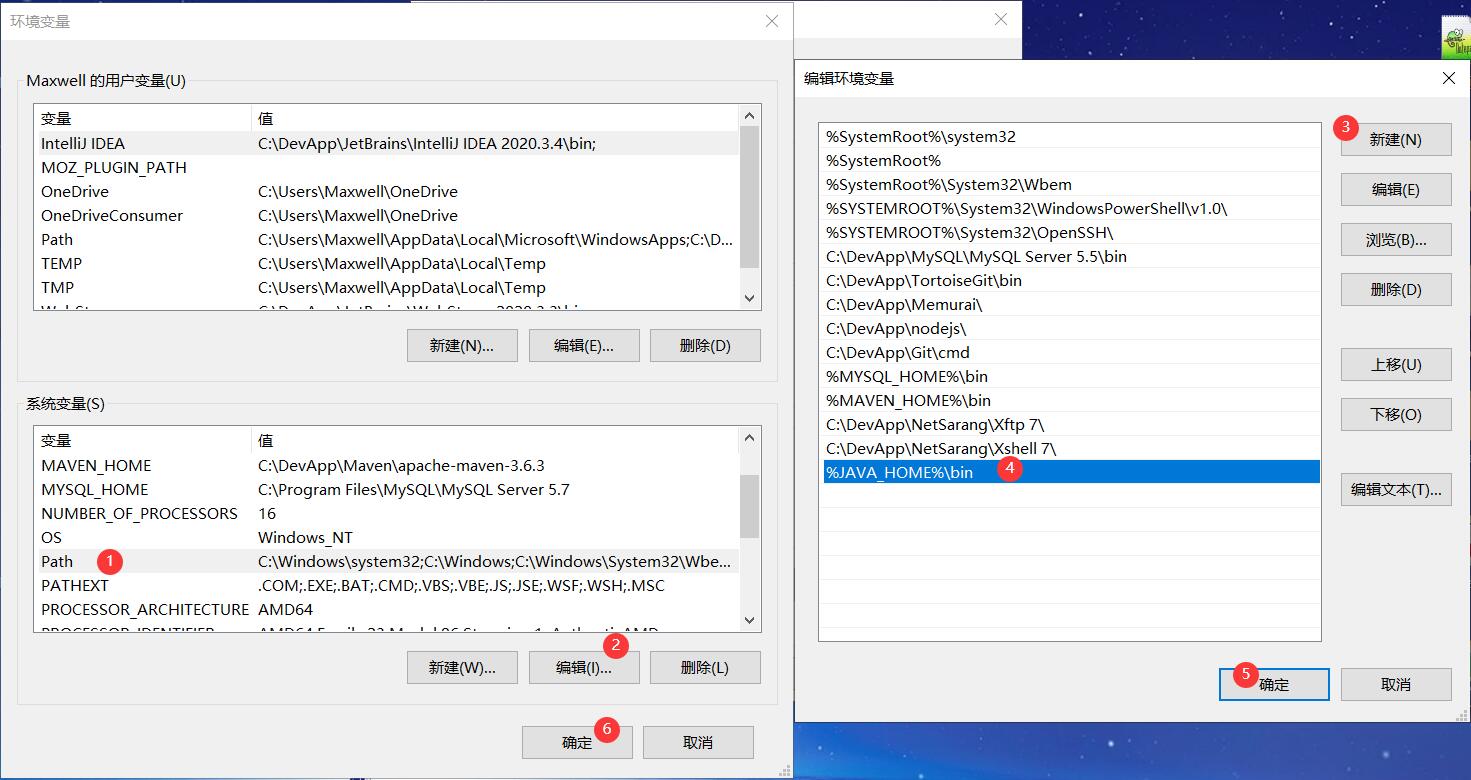 环境变量
Maxwell 的用户变量(U)
变量 值
IntelliJ IDEA C:\DevApp\JetBrains\IntelliJ IDEA 2020.3.4\bin;
MOZ_PLUGIN_PATH
OneDrive C:\Users\Maxwell\OneDrive
OneDriveConsumer C:\Users\Maxwell\OneDrive
Path C:\Users\Maxwell\AppData\Local\Microsoft\WindowsApps;C:\D...
TEMP C:\Users\Maxwell\AppData\Local\Temp
TMP C:\Users\Maxwell\AppData\Local\Temp
新建(N)... 编辑(E)... 删除(D)
系统变量(S)
变量 值
MAVEN_HOME C:\DevApp\Maven\apache-maven-3.6.3
MYSQL_HOME C:\Program Files\MySQL\MySQL Server 5.7
NUMBER_OF_PROCESSORS 16
OS Windows_NT
Path 1 C:\Windows\system32;C:\Windows;C:\Windows\System32\Wbe...
PATHEXT .COM;.EXE;.BAT;.CMD;.VBS;.VBE;.JS;.JSE;.WSF;.WSH;.MSC
PROCESSOR_ARCHITECTURE AMD64
2
新建(W)... 编辑(I)... 删除(L)
6
确定 取消
编辑环境变量
%SystemRoot%\system32
%SystemRoot%
%SystemRoot%\System32\Wbem
%SYSTEMROOT%\System32\WindowsPowerShell\v1.0\
%SYSTEMROOT%\System32\OpenSSH\
C:\DevApp\MySQL\MySQL Server 5.5\bin
C:\DevApp\TortoiseGit\bin
C:\DevApp\Memurai\
C:\DevApp\nodejs\
C:\DevApp\Git\cmd
%MYSQL_HOME%\bin
%MAVEN_HOME%\bin
C:\DevApp\NetSarang\Xftp 7\
C:\DevApp\NetSarang\Xshell 7\
%JAVA_HOME%\bin 4
3
新建(N)
编辑(E)
浏览(B)...
删除(D)
上移(U)
下移(O)
编辑文本(T)...
5 确定 取消